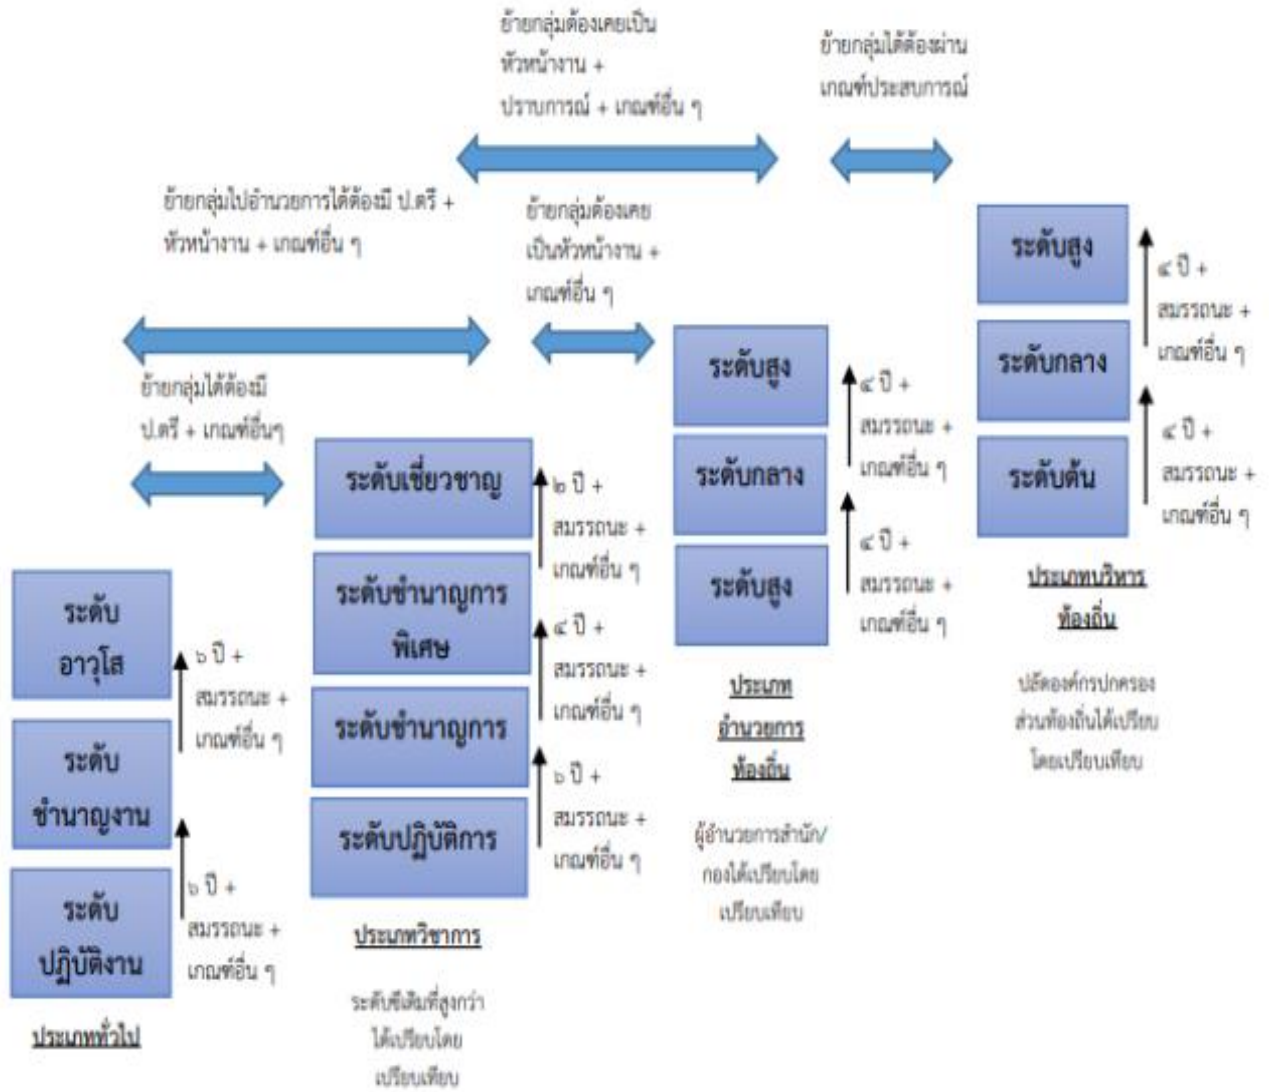 ย้ายกลุ่มต้องเคยเป็น
หัวหน้างาน +
ปราบการณ์ + เกณฑ์อื่น ๆ
ย้ายกลุ่มได้ต้องผ่าน
เกณฑ์ประสบการณ์
ย้ายกลุ่มไปอำนวยการได้ต้องมี ป.ตรี +
หัวหน้างาน + เกณฑ์อื่น ๆ
ย้ายกลุ่มต้องเคย
เป็นหัวหน้างาน +
เกณฑ์อื่น ๆ
ย้ายกลุ่มได้ต้องมี
ป.ตรี + เกณฑ์อื่นๆ
ระดับ
อาวุโส
๖ ปี +
สมรรถนะ +
เกณฑ์อื่น ๆ
ระดับ
ชำนาญงาน
๖ ปี +
สมรรถนะ +
เกณฑ์อื่น ๆ
ระดับ
ปฏิบัติงาน
ประเภททั่วไป
ระดับเชี่ยวชาญ
๒ ปี +
สมรรถนะ +
เกณฑ์อื่น ๆ
ระดับชำนาญการ
พิเศษ
๔ ปี +
สมรรถนะ +
เกณฑ์อื่น ๆ
ระดับชำนาญการ
๖ ปี +
สมรรถนะ +
เกณฑ์อื่น ๆ
ระดับปฏิบัติการ
ประเภทวิชาการ
ระดับซีเดิมที่สูงกว่า
ได้เปรียบโดย
เปรียบเทียบ
ระดับสูง
๔ ปี +
สมรรถนะ +
เกณฑ์อื่น ๆ
ระดับกลาง
๔ ปี +
สมรรถนะ +
เกณฑ์อื่น ๆ
ระดับสูง
ประเภท
อำนวยการ
ท้องถิ่น
ผู้อำนวยการสำนัก/
กองได้เปรียบโดย
เปรียบเทียบ
ระดับสูง
๔ ปี +
สมรรถนะ +
เกณฑ์อื่น ๆ
ระดับกลาง
๔ ปี +
สมรรถนะ +
เกณฑ์อื่น ๆ
ระดับต้น
ประเภทบริหาร
ท้องถิ่น
ปลัดองค์กรปกครอง
ส่วนท้องถิ่นได้เปรียบ
โดยเปรียบเทียบ